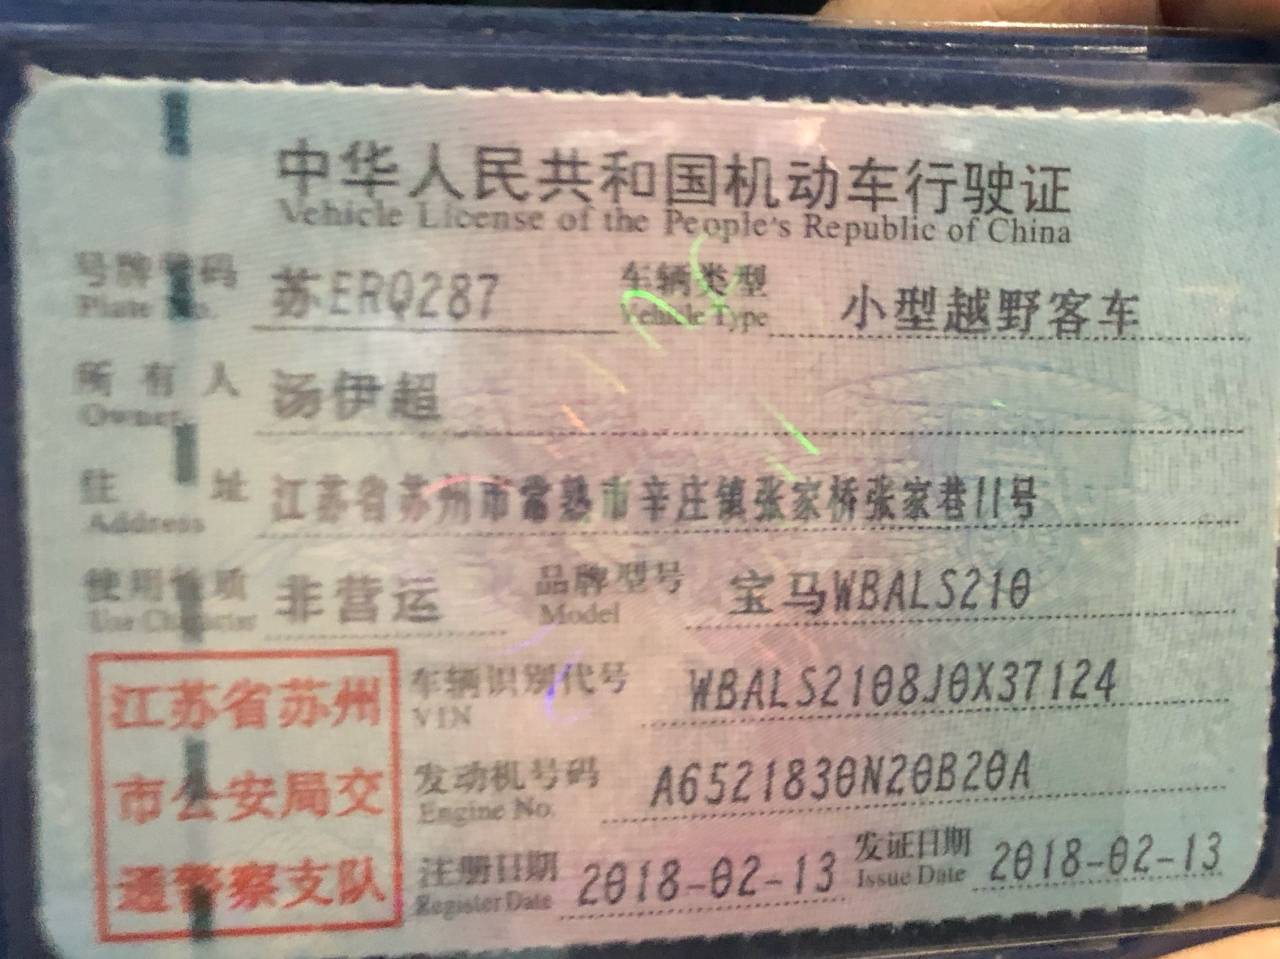 中华人民共和国机动车行驶证
Vehicle License of the People's Republic of China
号牌号码 苏ERQ287 车辆类型 小型越野客车
Plate No. Vehicle Type
所有人 汤伊超
Owner
住址 江苏省苏州市常熟市辛庄镇张家桥张家巷11号
Address
使用性质 非营运 品牌型号 宝马WBALS210
Use Character Model
江苏省苏州
市公安局交
通警察支队
车辆识别代号 WBALS2108J0X37124
VIN
发动机号码 A6521830N20B20A
Engine No.
注册日期 2018-02-13 发证日期 2018-02-13
Register Date Issue Date